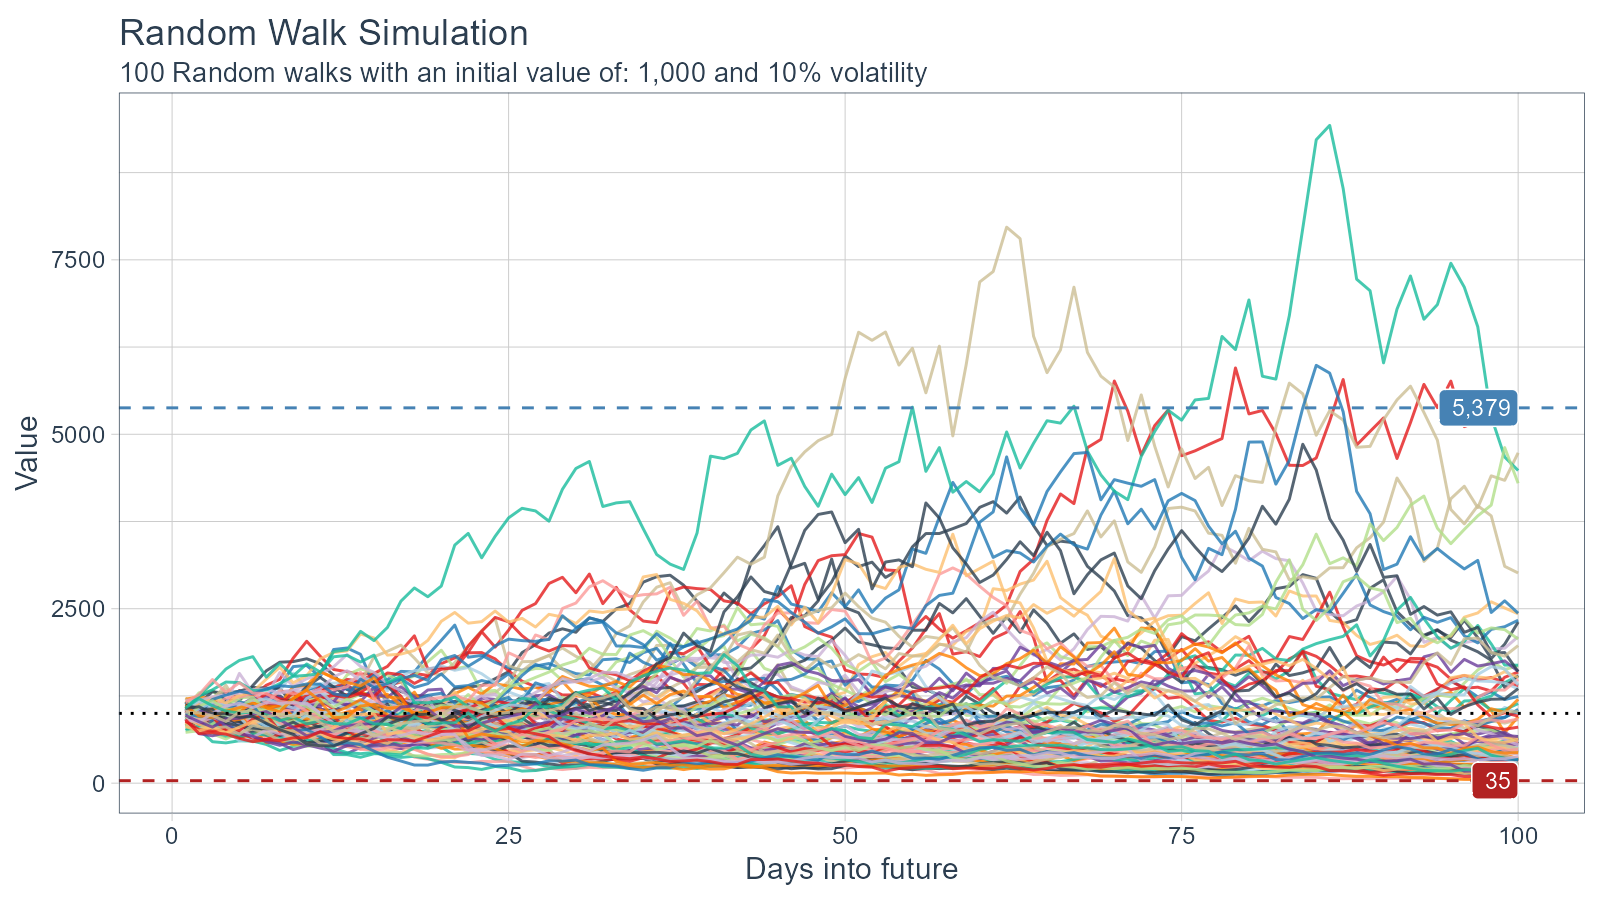 Random Walk Simulation
100 Random walks with an initial value of: 1,000 and 10% volatility
Value
7500
5000
2500
0
5,379
35
0 25 50 75 100
Days into future